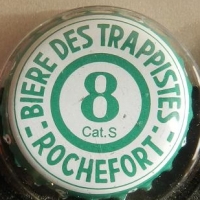 BIERE DES TRAPPISTES
8
Cat.S
- ROCHEFORT -